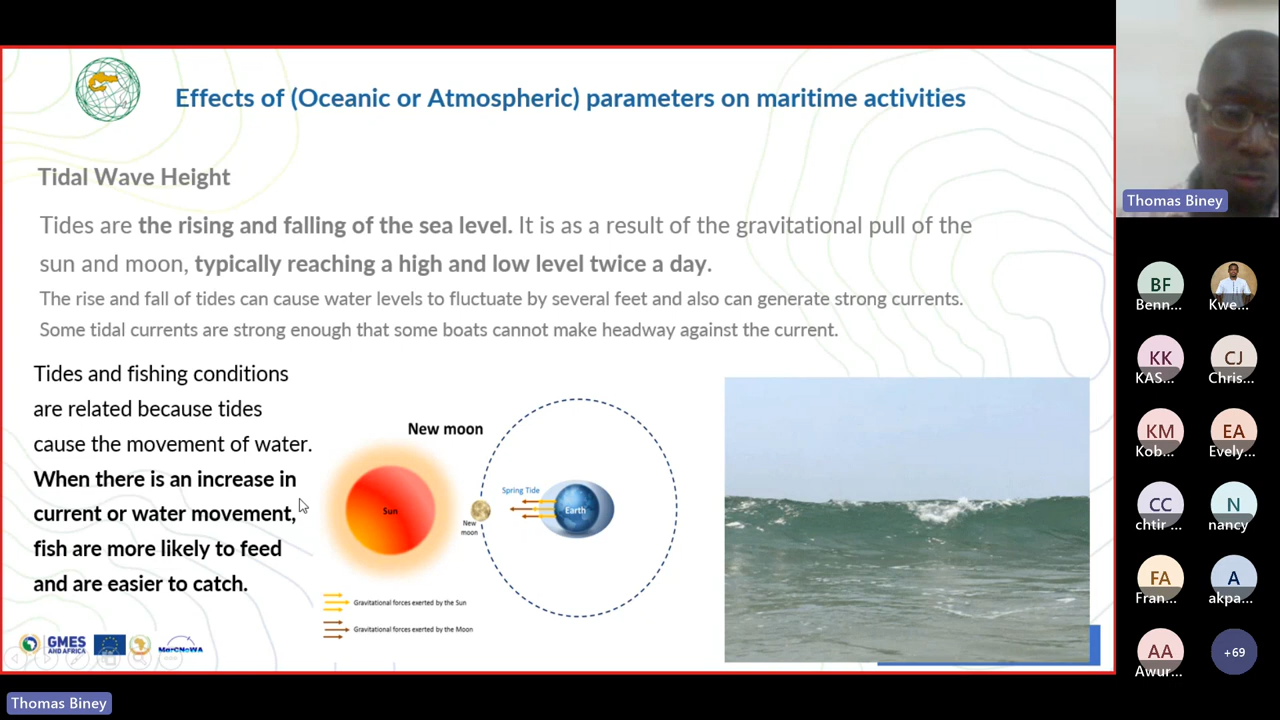 Effects of (Oceanic or Atmospheric) parameters on maritime activities
Tidal Wave Height
Tides are the rising and falling of the sea level. It is as a result of the gravitational pull of the
sun and moon, typically reaching a high and low level twice a day.
The rise and fall of tides can cause water levels to fluctuate by several feet and also can generate strong currents.
Some tidal currents are strong enough that some boats cannot make headway against the current.
Tides and fishing conditions
are related because tides
cause the movement of water.
When there is an increase in
current or water movement,
fish are more likely to feed
and are easier to catch.
New moon
Sun
New
moon
Spring Tide
Earth
Gravitational forces exerted by the Sun
Gravitational forces exerted by the Moon
GMES
AND AFRICA
MarCNoWA
Thomas Biney
BF
Benn...
Kwe...
KK
KAS...
CJ
Chris...
KM
Kob...
EA
Evely...
CC
chtir ...
N
nancy
FA
Fran...
A
akpa...
AA
Awur...
+69
Thomas Biney